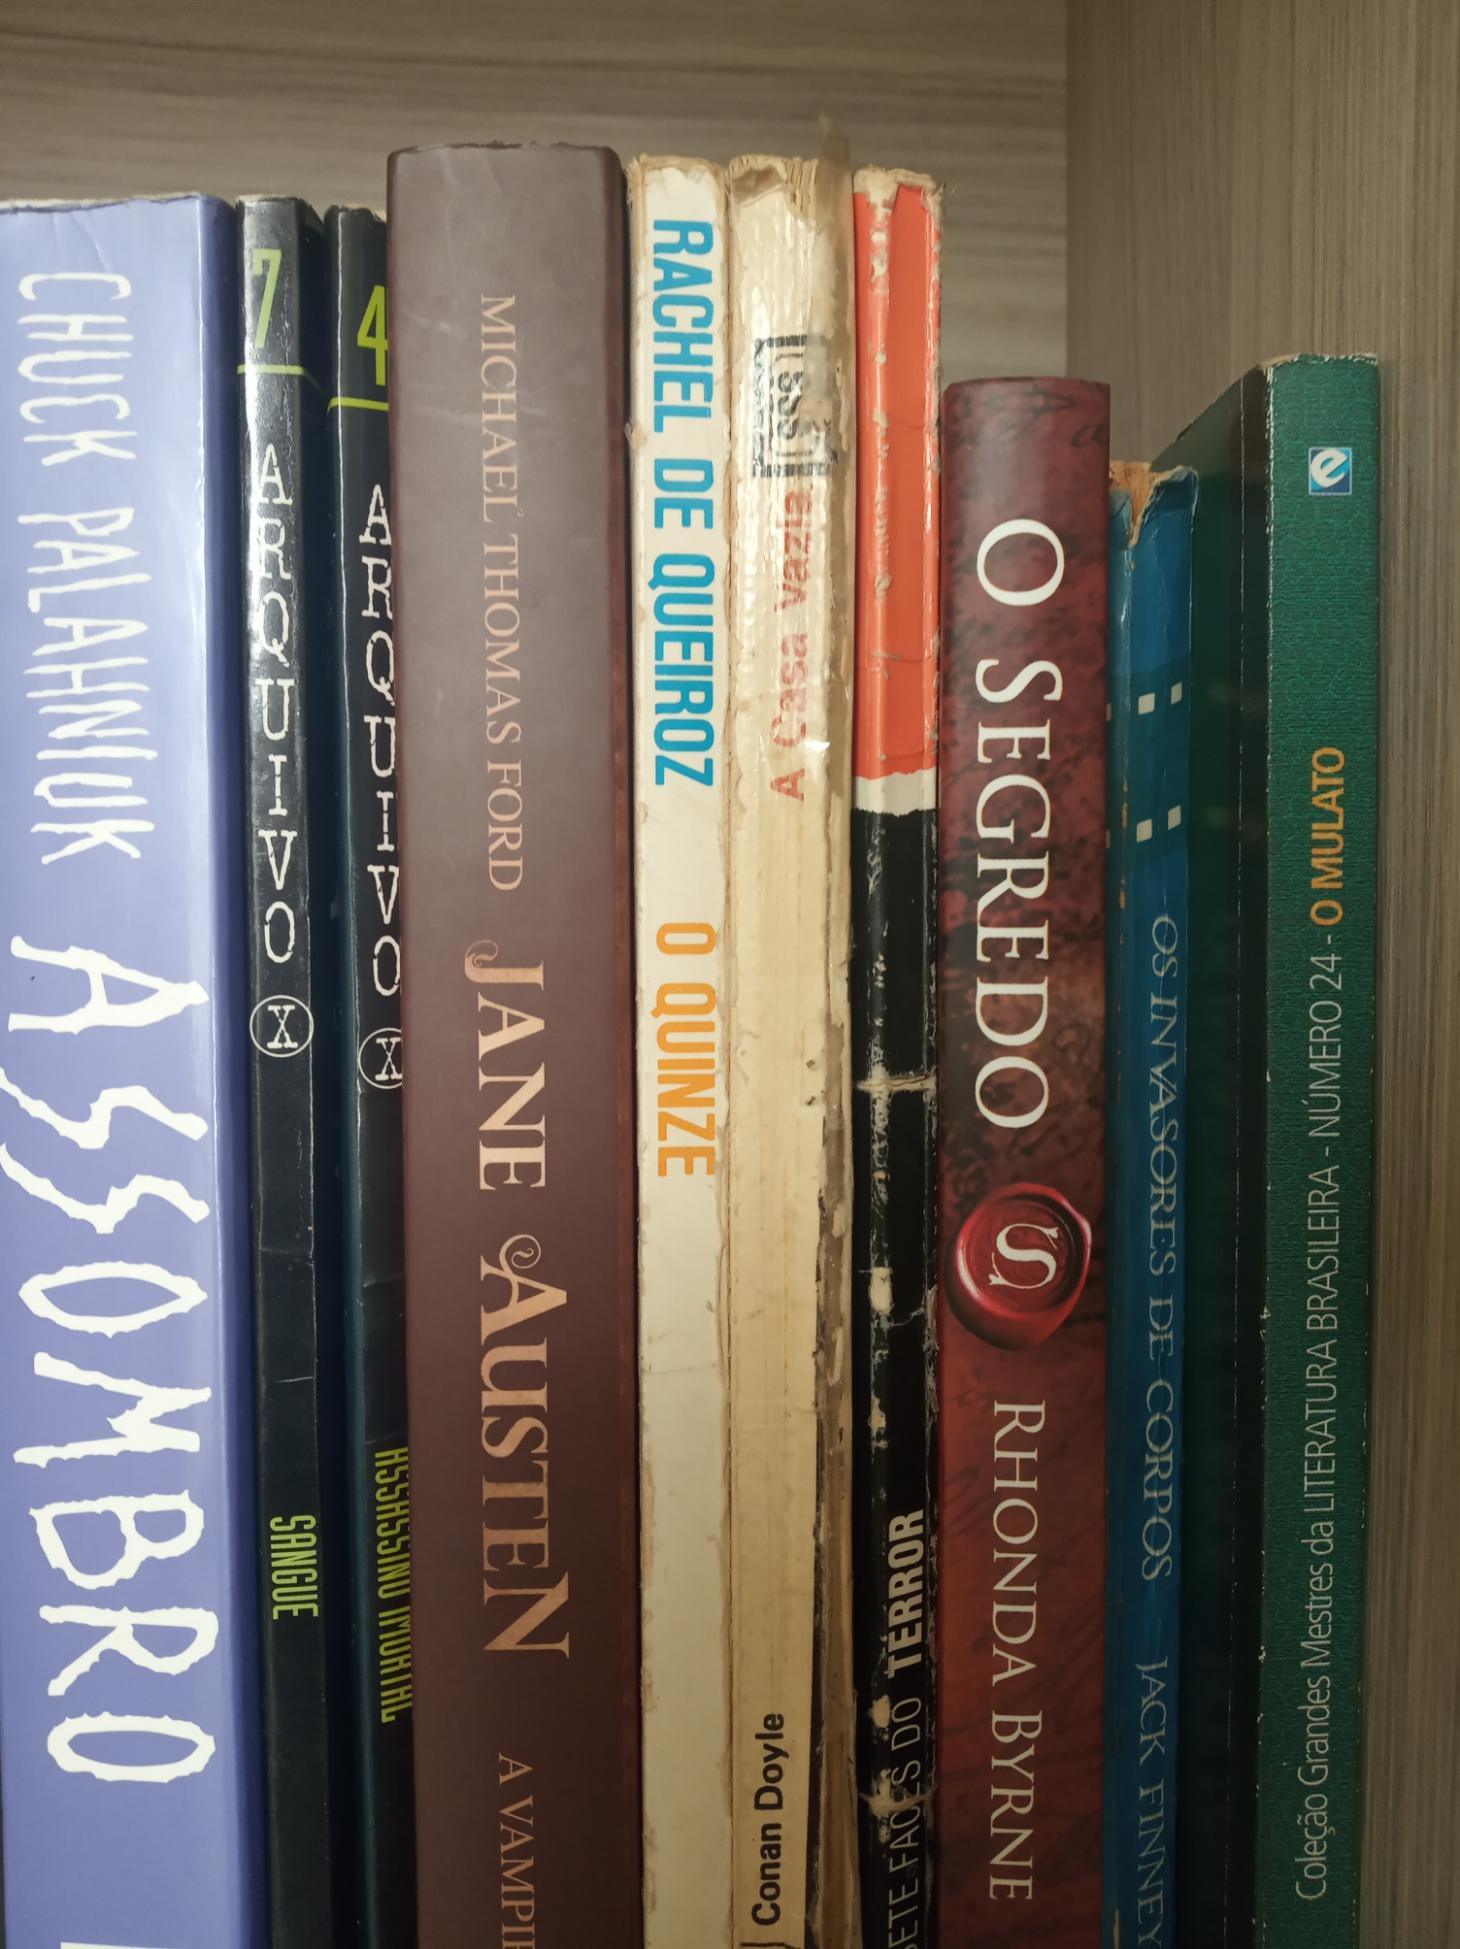 CHUCK PALAHNIUK ASSOMBRO
7 ARQUIVO X SANGUE
4 ARQUIVO X ASSASSINO IMORTAL
MICHAEL THOMAS FORD JANE AUSTEN A
RACHEL DE QUEIROZ O QUINZE
Conan Doyle A Casa Vazia
SETE FACES DO TERROR
O SEGREDO S RHONDA BYRNE
OS INVASORES DE CORPOS JACK FINNEY
Coleção Grandes Mestres da LITERATURA BRASILEIRA - NÚMERO 24 - O MULATO e